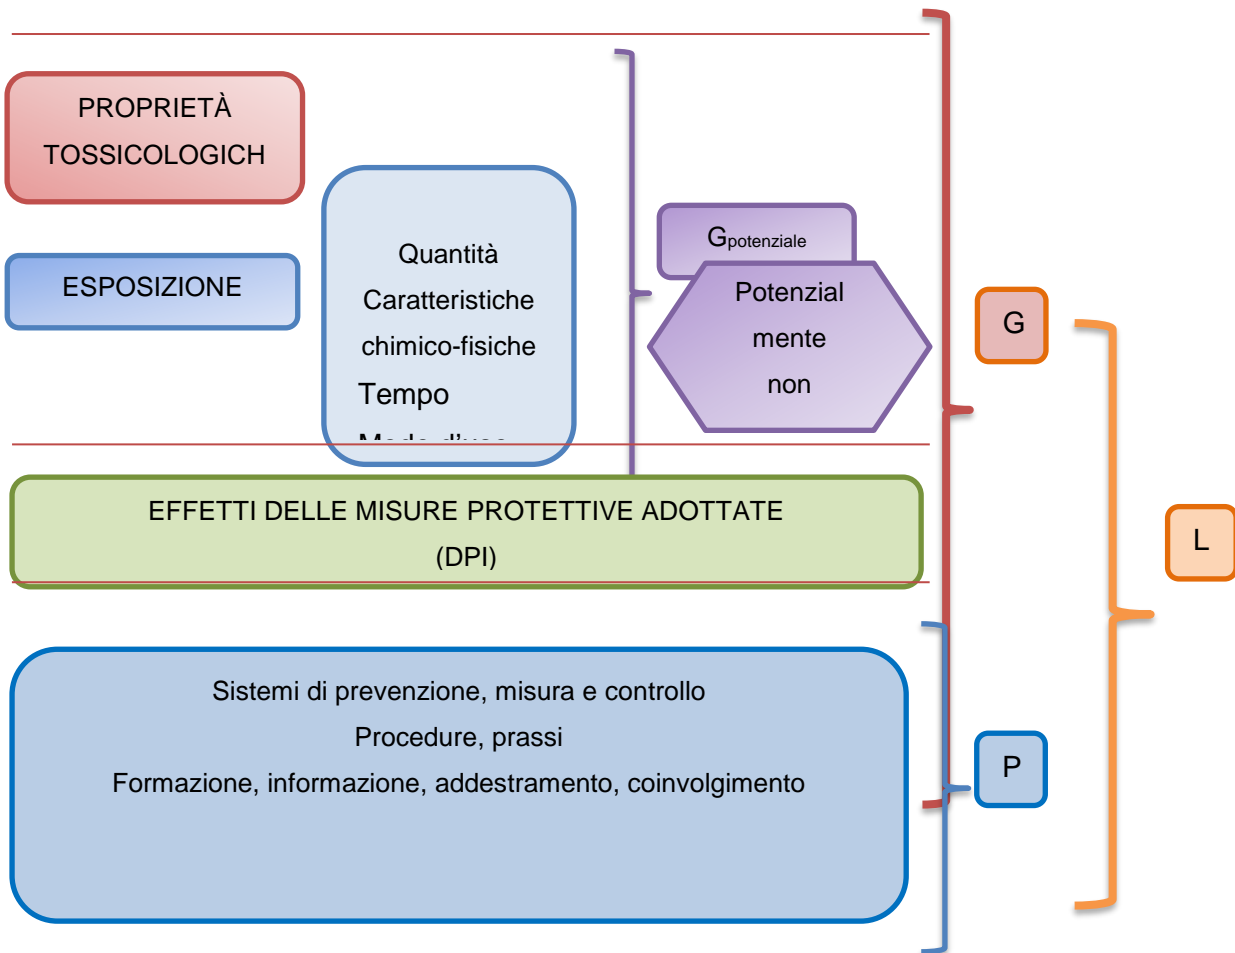 PROPRIETÀ
TOSSICOLOGICH
ESPOSIZIONE
Quantità
Caratteristiche
chimico-fisiche
Tempo
Gpotenziale
Potenzial
mente
non
G
EFFETTI DELLE MISURE PROTETTIVE ADOTTATE
(DPI)
L
Sistemi di prevenzione, misura e controllo
Procedure, prassi
Formazione, informazione, addestramento, coinvolgimento
P